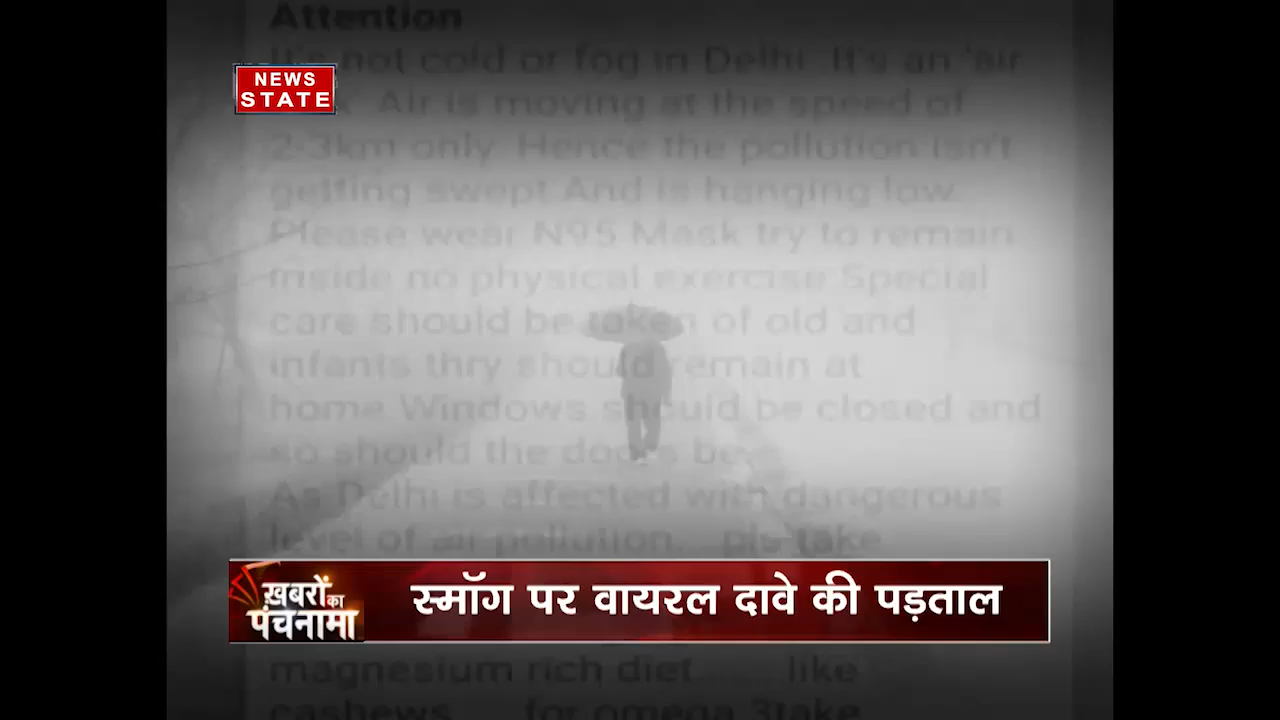 Attention
It's not cold or fog in Delhi. It's an 'air
NEWS
STATE
Air is moving at the speed of
2-3km only. Hence the pollution isn't
getting swept And is hanging low.
Please wear N95 Mask try to remain
inside no physical exercise Special
care should be taken of old and
infants thry should remain at
home.Windows should be closed and
so should the doors be.
As Delhi is affected with dangerous
level of air pollution... pls take
ख़बरों का
पंचनामा
स्मॉग पर वायरल दावे की पड़ताल
magnesium rich diet...... like
cashews.... for omega 3take